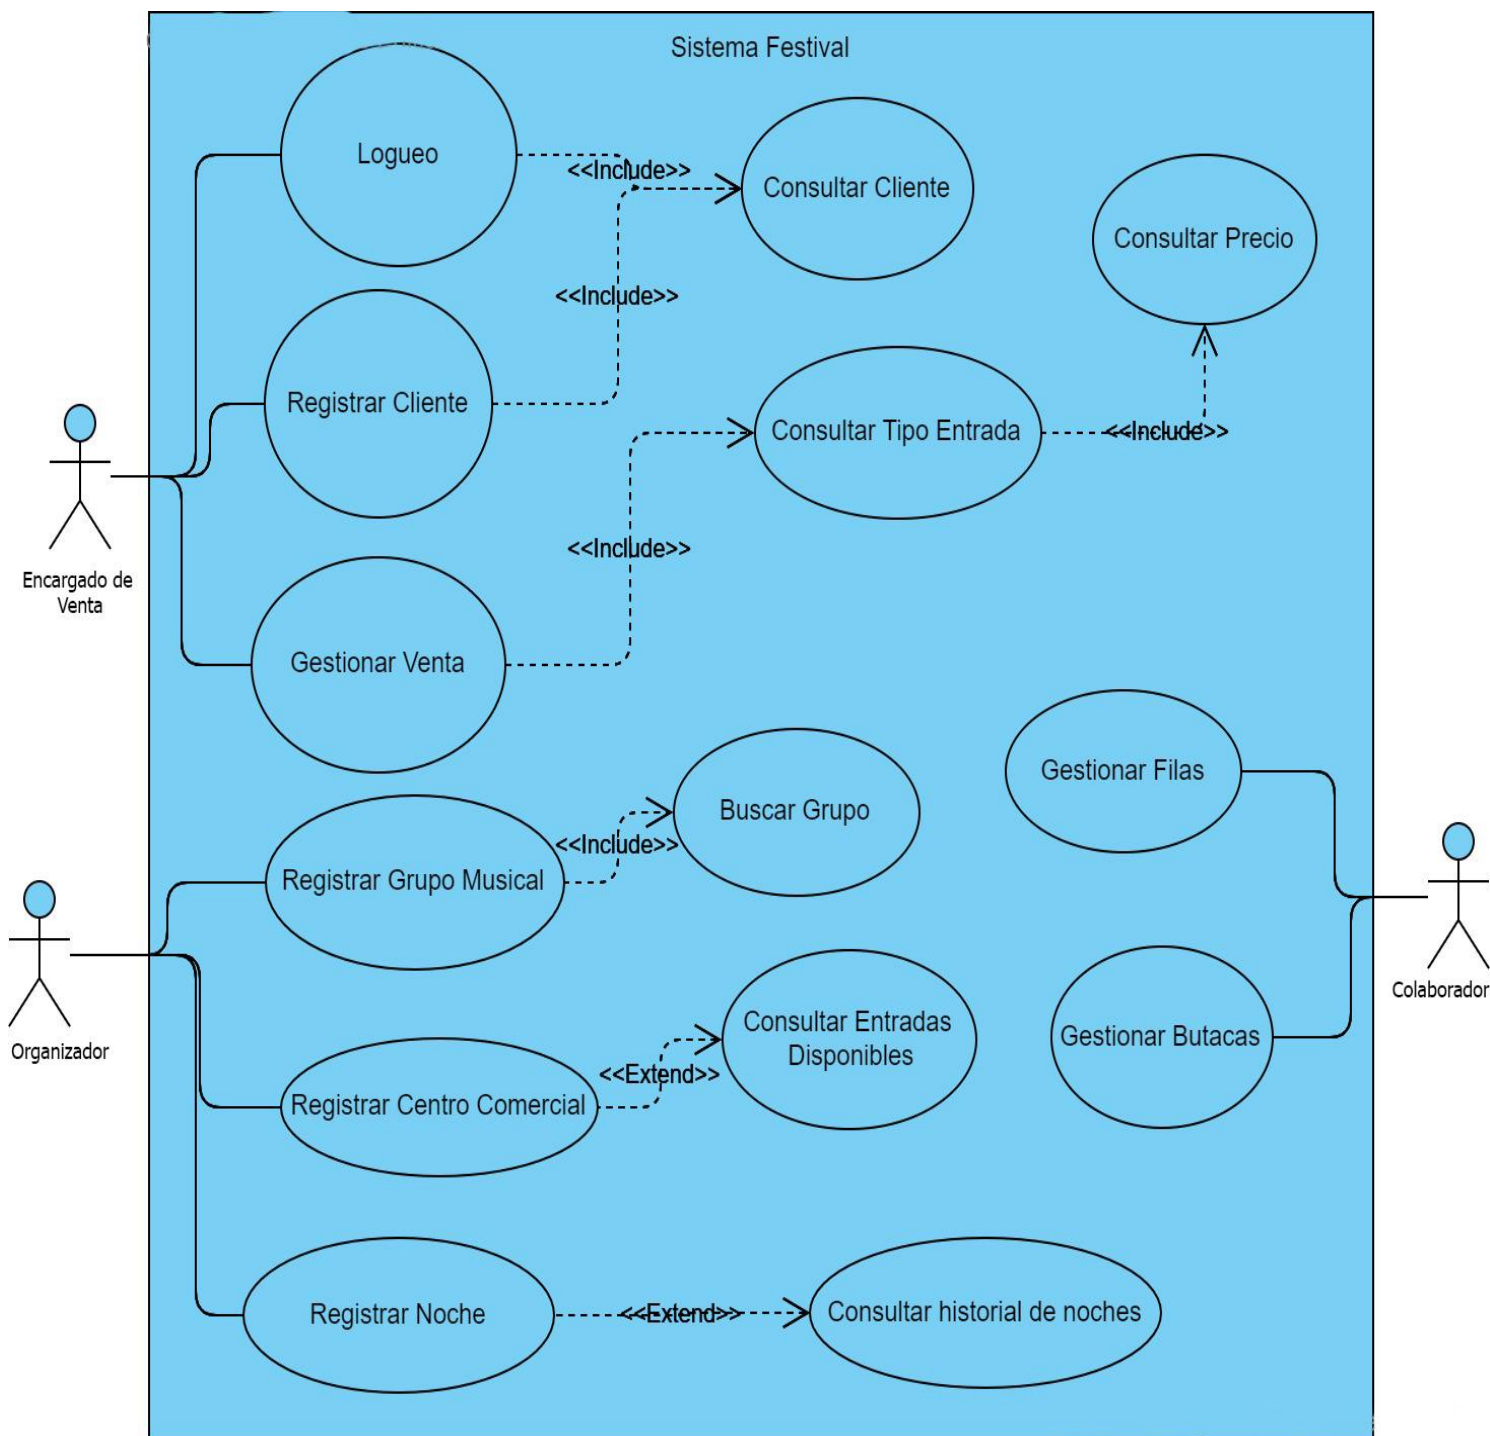 Sistema Festival
Logueo
<<Include>>
Consultar Cliente
Consultar Precio
<<Include>>
Registrar Cliente
Consultar Tipo Entrada
<<Include>>
<<Include>>
Encargado de
Venta
Gestionar Venta
Gestionar Filas
Buscar Grupo
<<Include>>
Registrar Grupo Musical
Colaborador
Consultar Entradas
Disponibles
Gestionar Butacas
Organizador
<<Extend>>
Registrar Centro Comercial
Registrar Noche
<<Extend>>
Consultar historial de noches